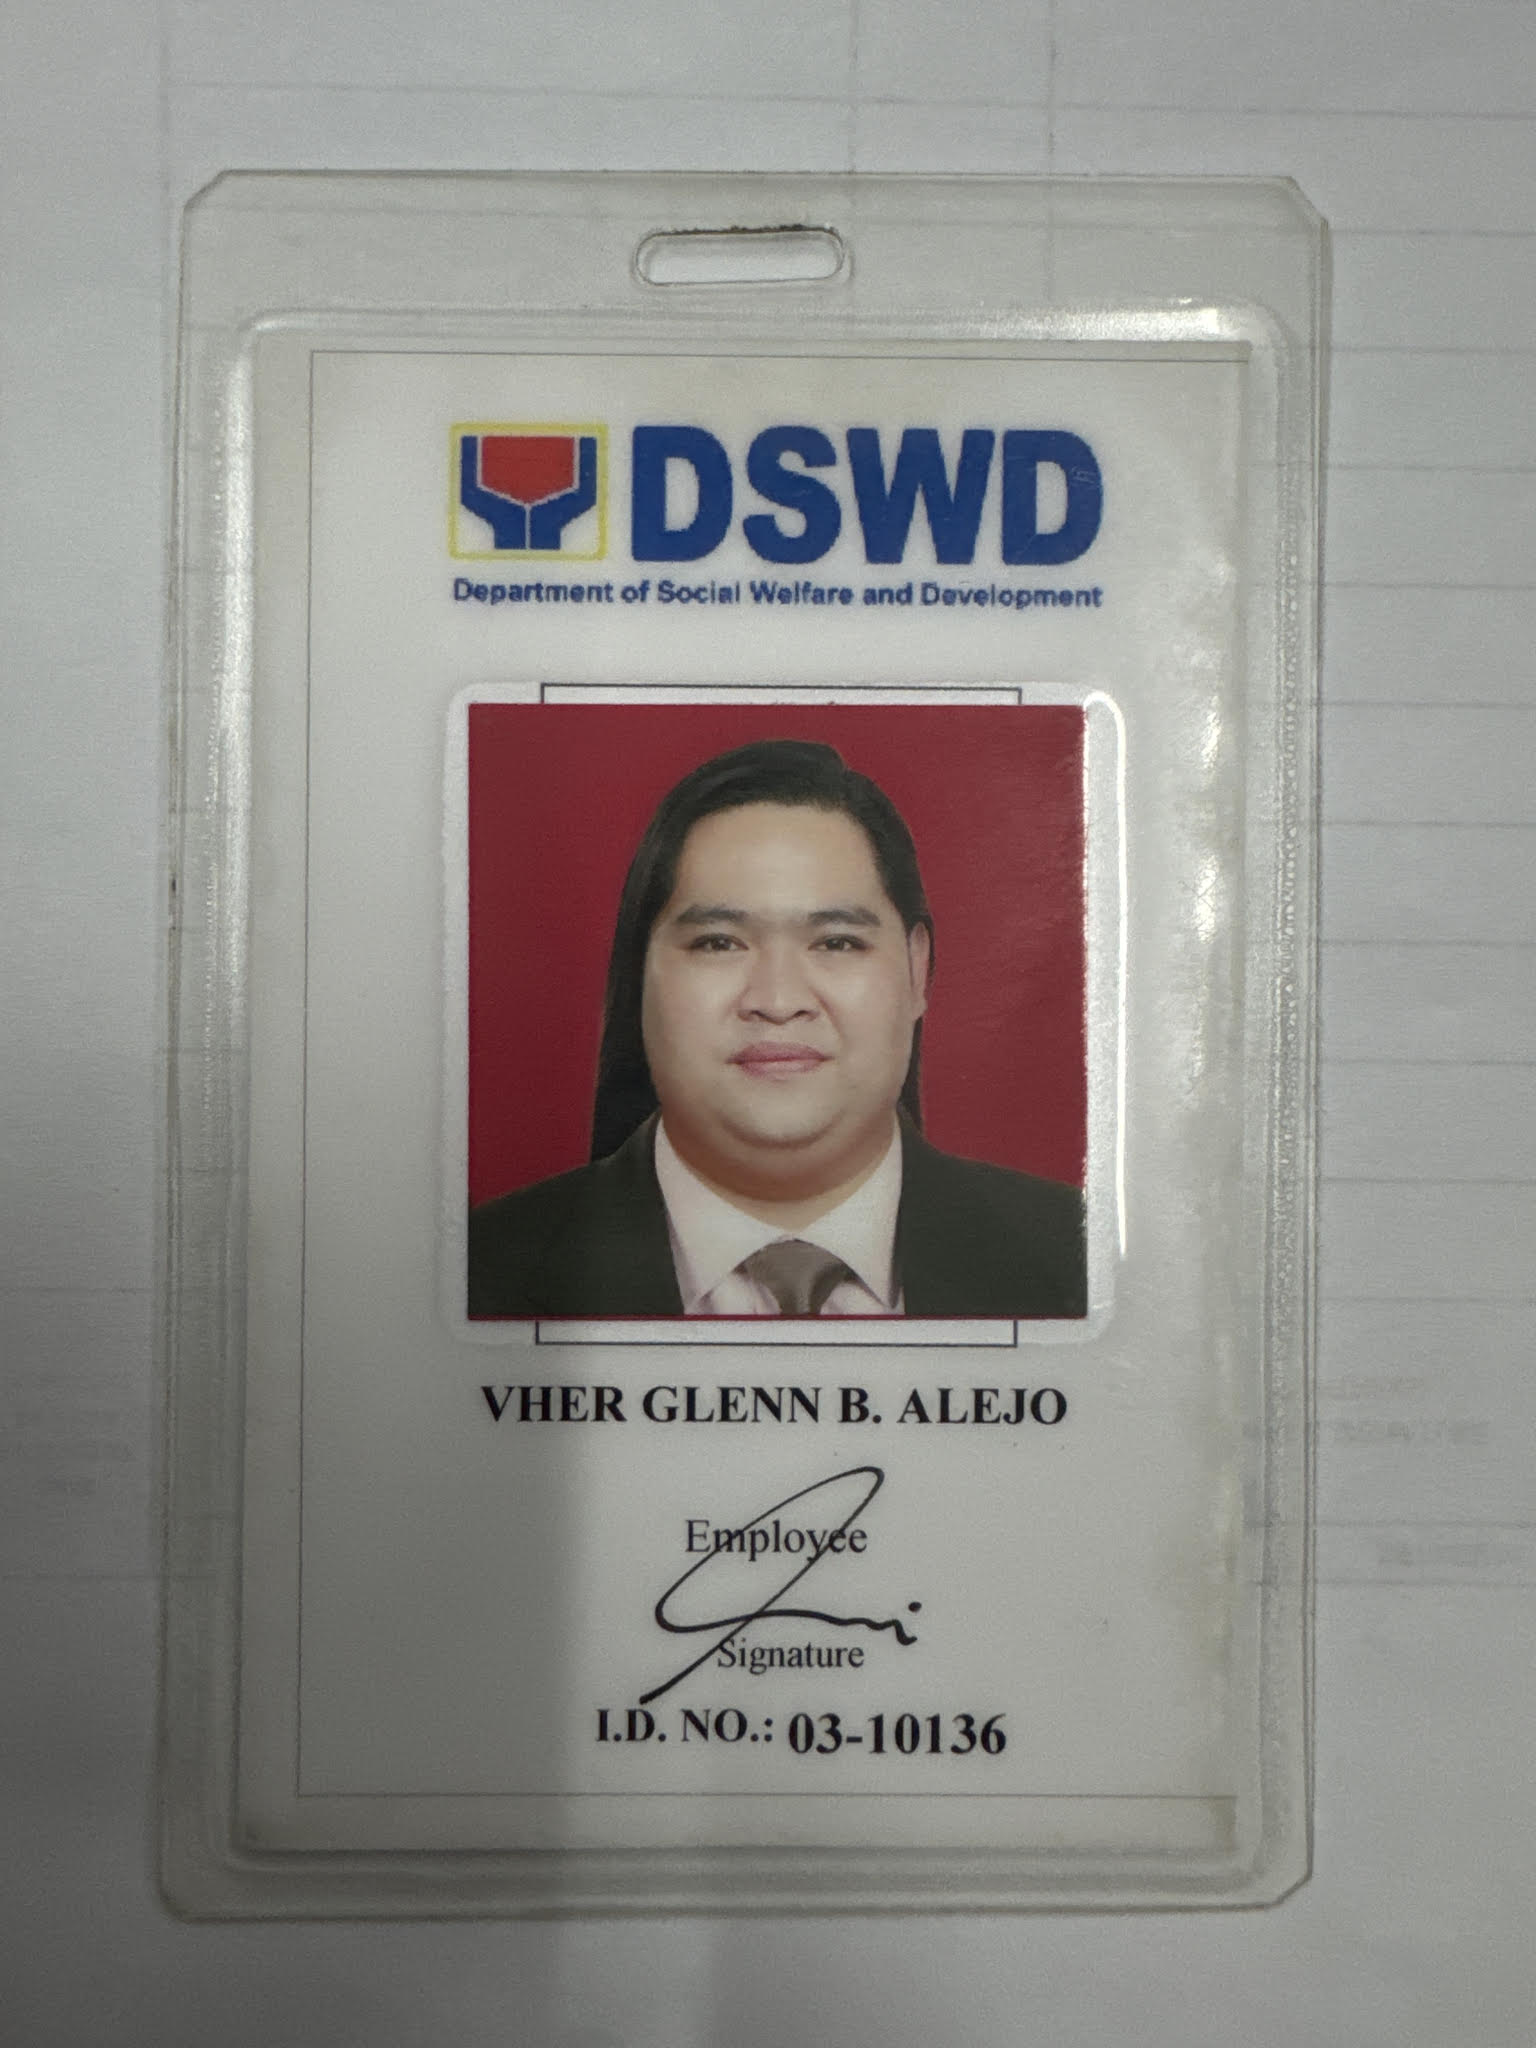 DSWD
Department of Social Welfare and Development
VHER GLENN B. ALEJO
Employee
Signature
I.D. NO.: 03-10136